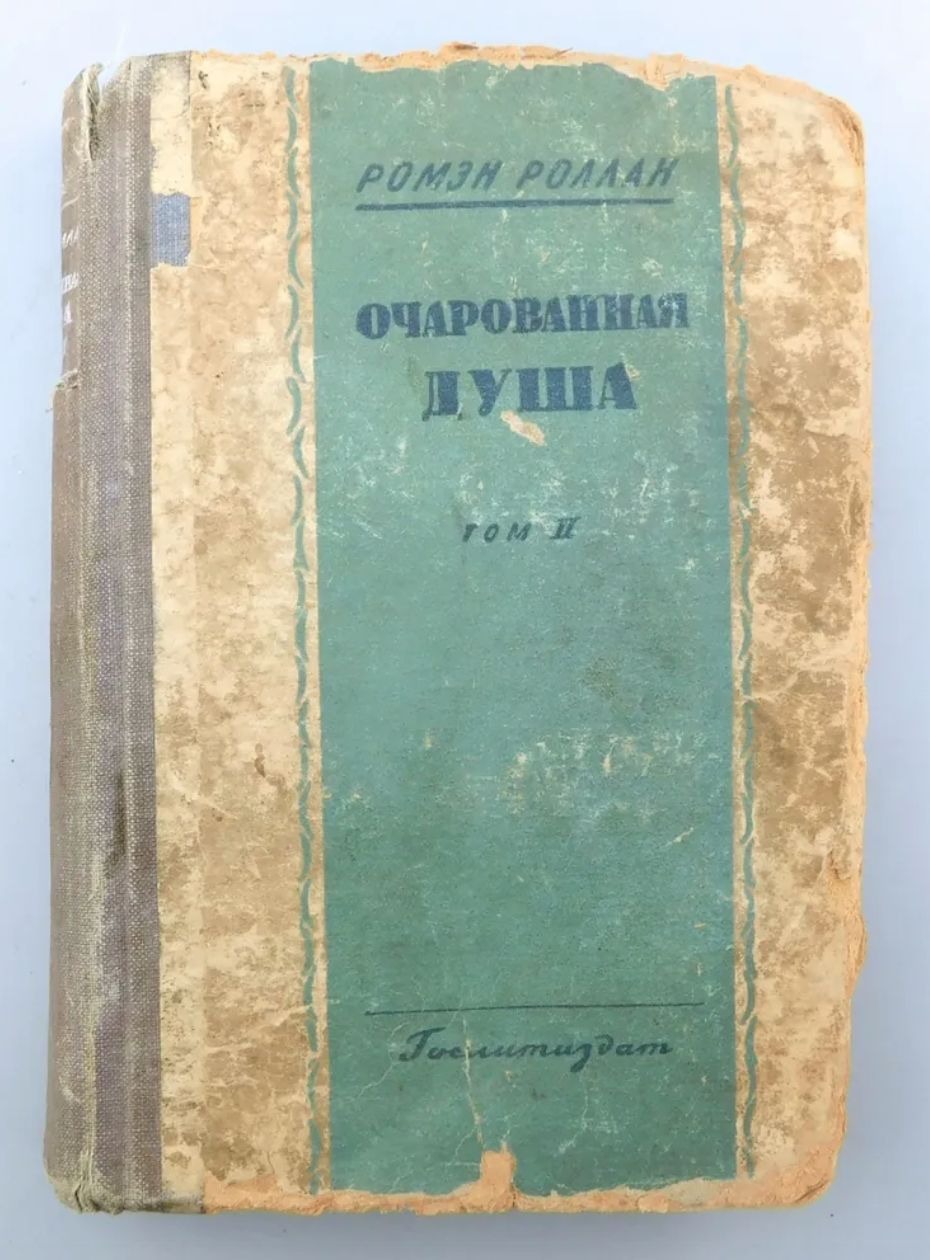 РОМЭН РОЛЛАН
ОЧАРОВАННАЯ
ДУША
ТОМ II
Гослитиздат